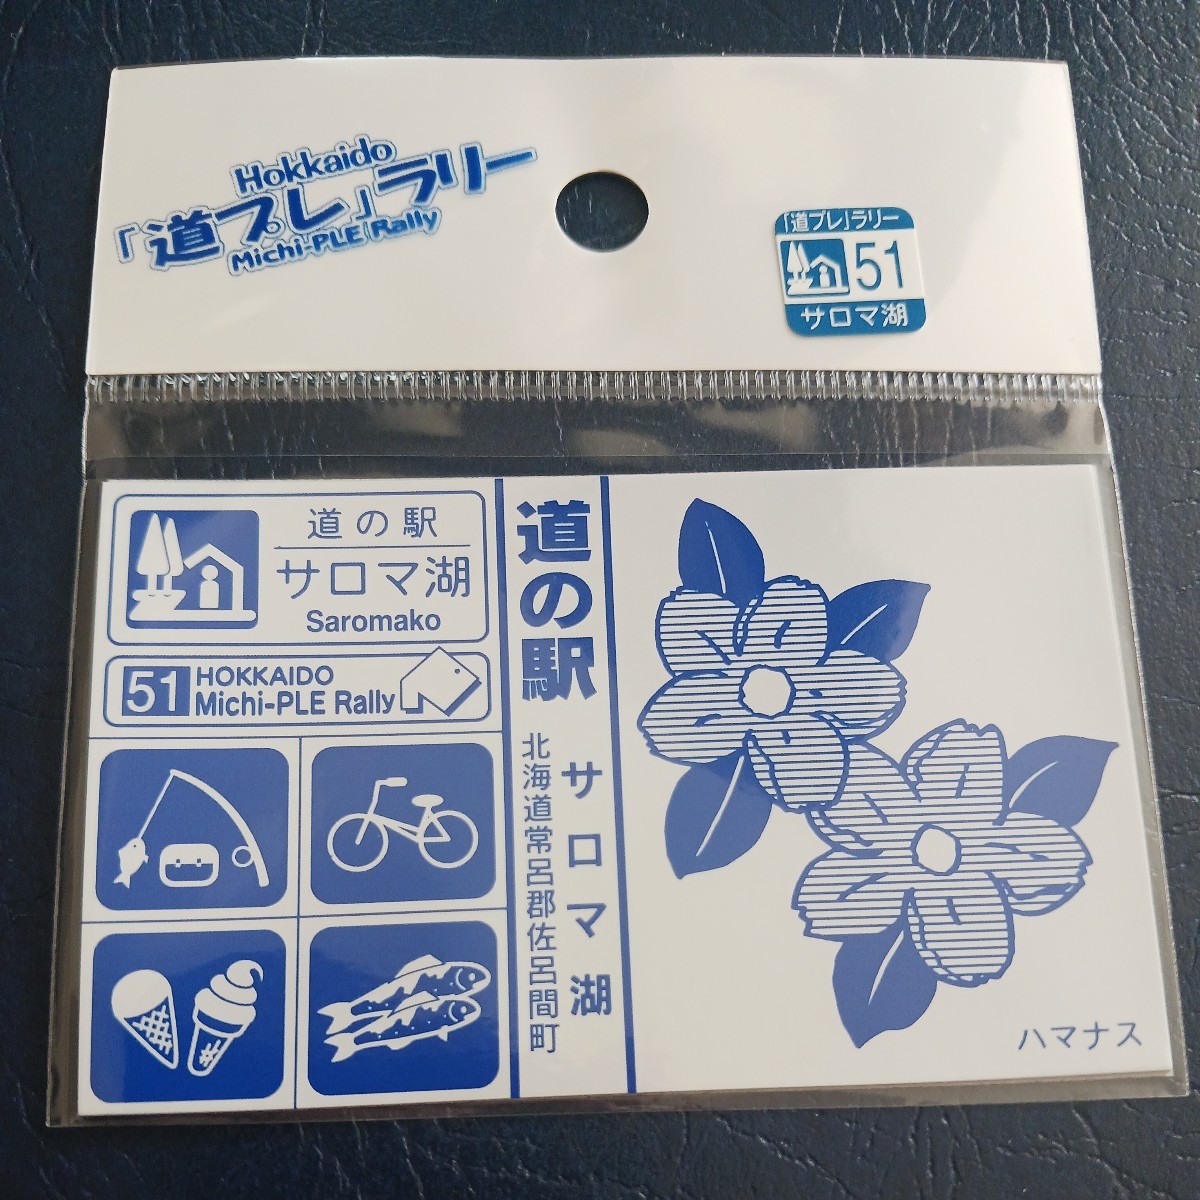 Hokkaido
「道プレ」ラリー
Michi-PLE Rally
「道プレ」ラリー
51
サロマ湖
道の駅
サロマ湖
Saromako
51
HOKKAIDO
Michi-PLE Rally
道の駅
サロマ湖
北海道常呂郡佐呂間町
ハマナス